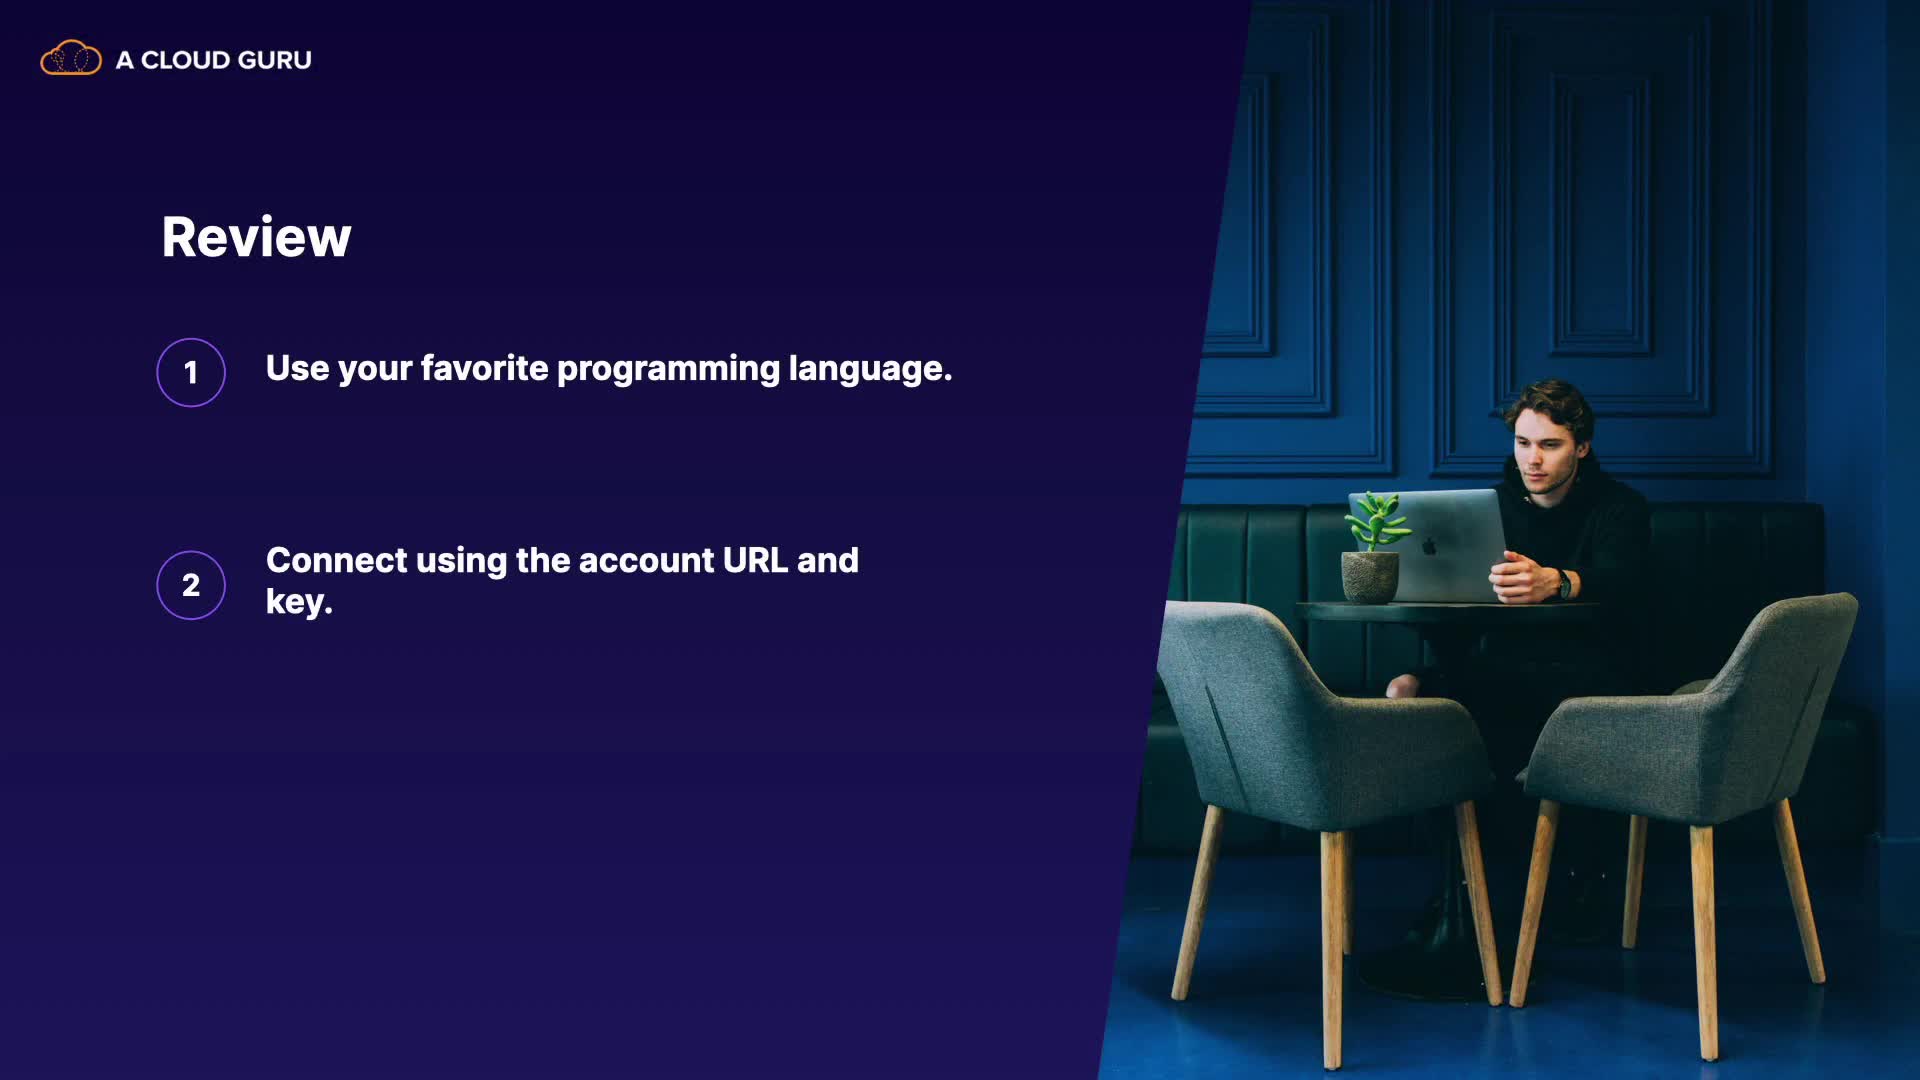 A CLOUD GURU
Review
1
Use your favorite programming language.
2
Connect using the account URL and
key.